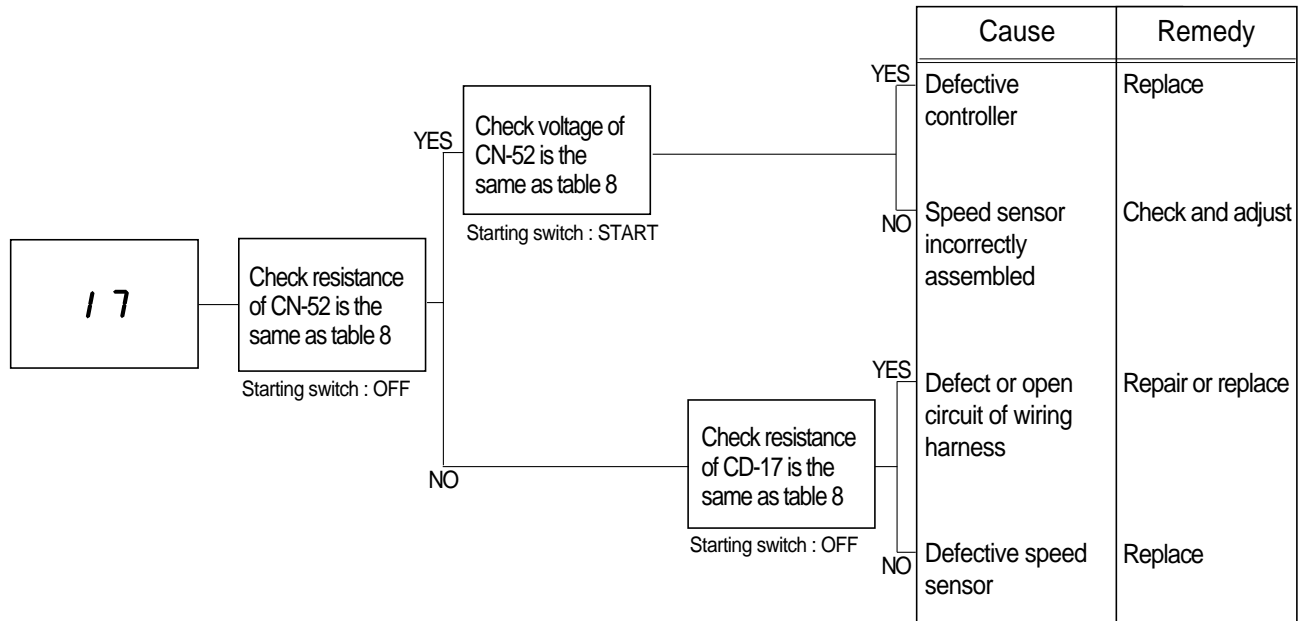 17
Check resistance
of CN-52 is the
same as table 8
Starting switch : OFF
YES
Check voltage of
CN-52 is the
same as table 8
Starting switch : START
NO
Check resistance
of CD-17 is the
same as table 8
Starting switch : OFF
Cause Remedy
YES Defective Replace
controller
NO Speed sensor Check and adjust
incorrectly
assembled
YES Defect or open Repair or replace
circuit of wiring
harness
NO Defective speed Replace
sensor